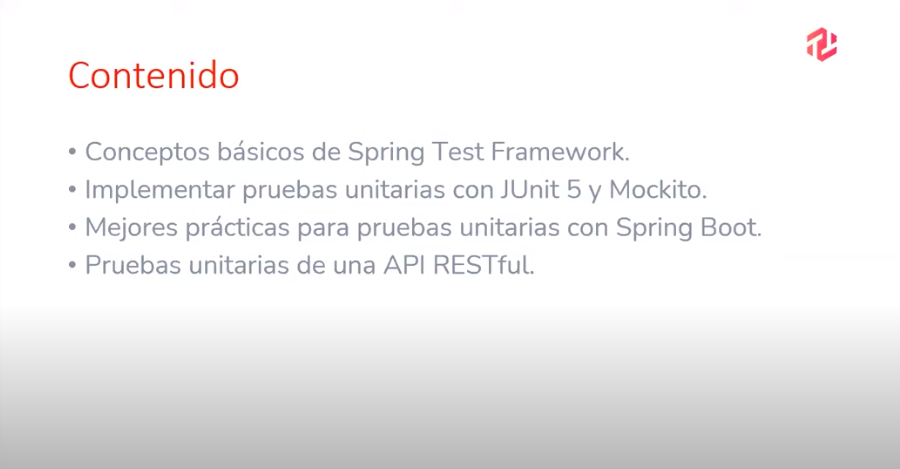 Contenido
• Conceptos básicos de Spring Test Framework.
• Implementar pruebas unitarias con JUnit 5 y Mockito.
• Mejores prácticas para pruebas unitarias con Spring Boot.
• Pruebas unitarias de una API RESTful.